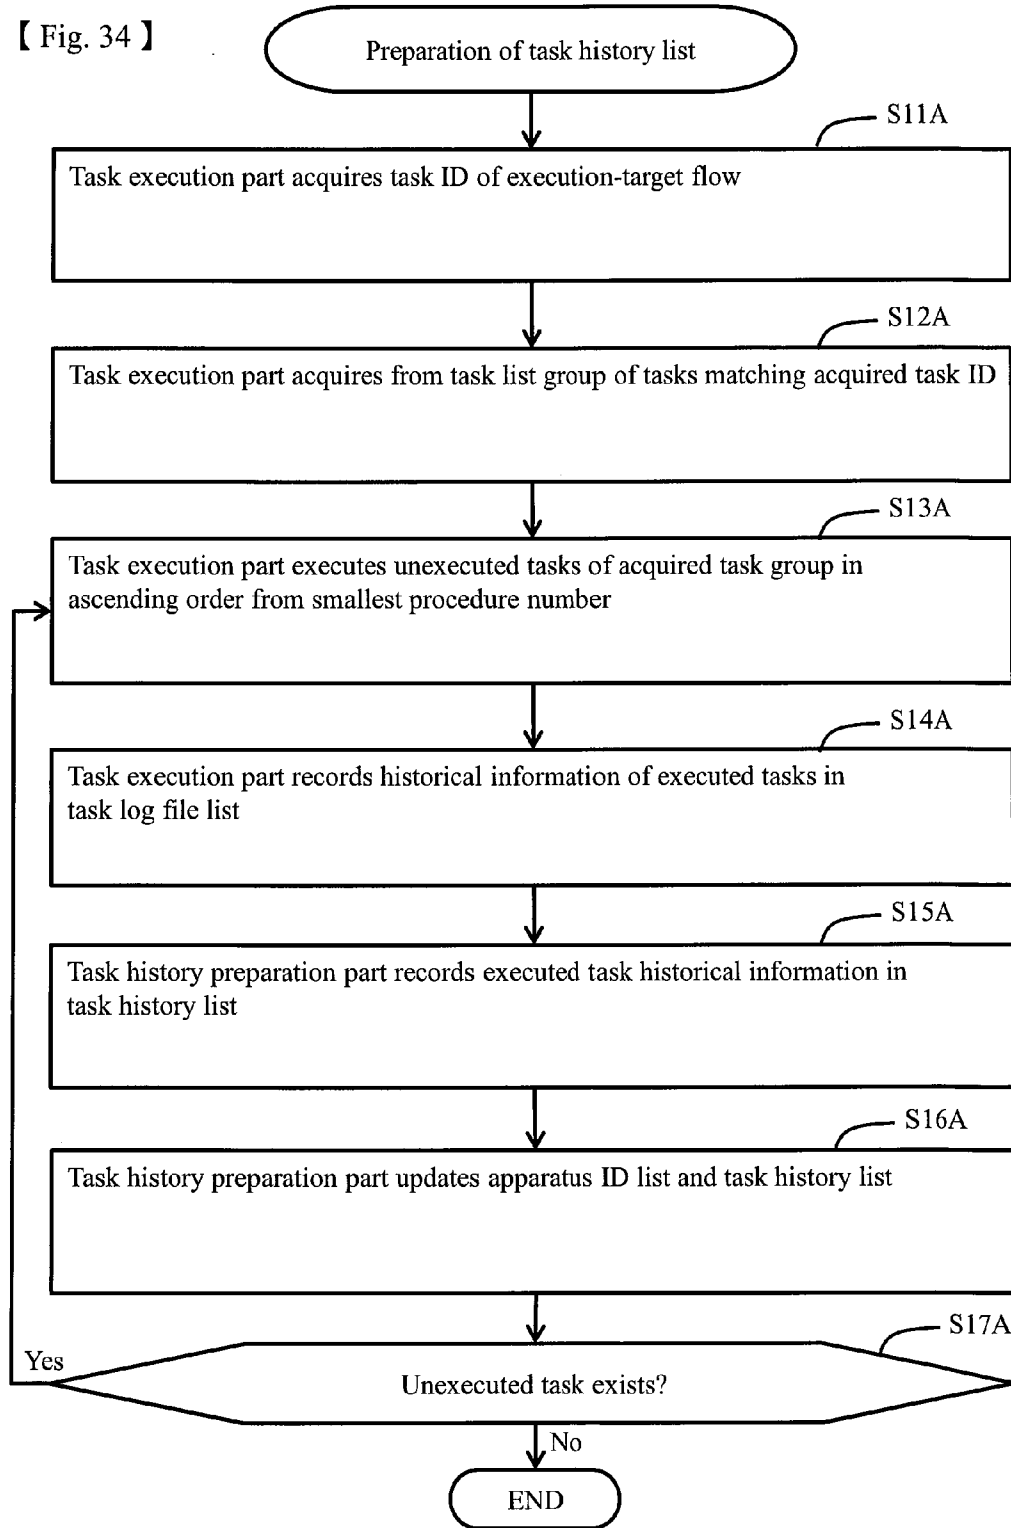 【 Fig. 34 】
Preparation of task history list
S11A
Task execution part acquires task ID of execution-target flow
S12A
Task execution part acquires from task list group of tasks matching acquired task ID
S13A
Task execution part executes unexecuted tasks of acquired task group in
ascending order from smallest procedure number
S14A
Task execution part records historical information of executed tasks in
task log file list
S15A
Task history preparation part records executed task historical information in
task history list
S16A
Task history preparation part updates apparatus ID list and task history list
S17A
Yes
Unexecuted task exists?
No
END